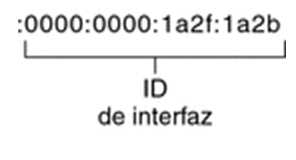 :0000:0000:1a2f:1a2b
ID
de interfaz